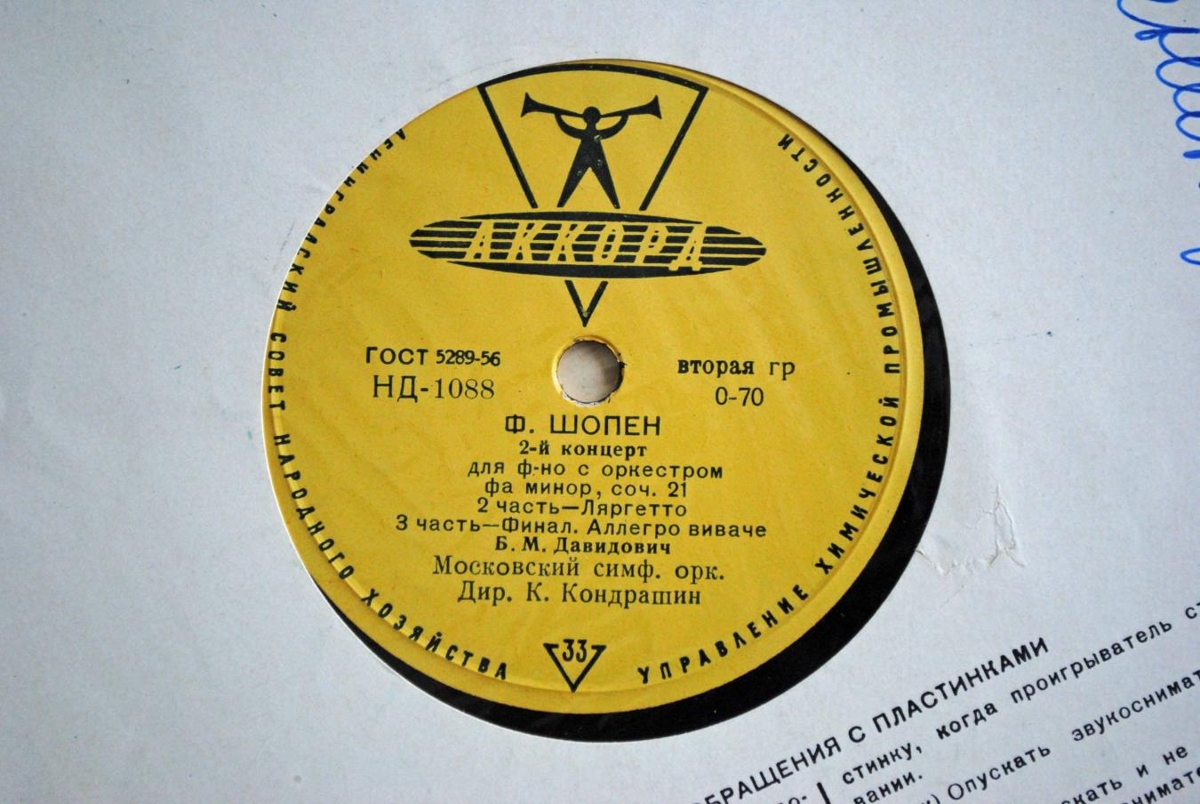 АККОРД
ЛЕНИНГРАДСКИЙ СОВЕТ НАРОДНОГО ХОЗЯЙСТВА
УПРАВЛЕНИЕ ХИМИЧЕСКОЙ ПРОМЫШЛЕННОСТИ
ГОСТ 5289-56
НД-1088
вторая гр
0-70
Ф. ШОПЕН
2-й концерт
для ф-но с оркестром
фа минор, соч. 21
2 часть—Ляргетто
3 часть—Финал. Аллегро виваче
Б. М. Давидович
Московский симф. орк.
Дир. К. Кондрашин
33
С ПЛАСТИНКАМИ
стинку, когда проигрыватель
вании.
Опускать
и не